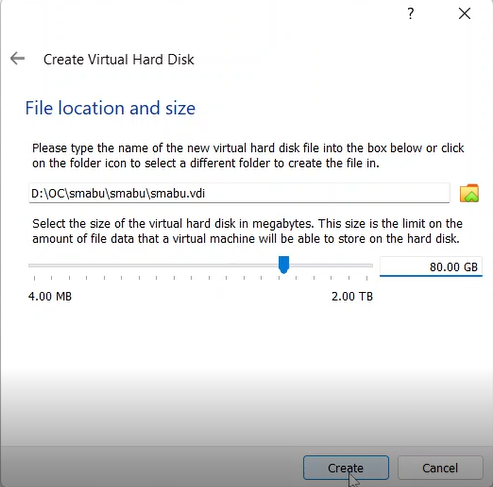 ?
Create Virtual Hard Disk
File location and size
Please type the name of the new virtual hard disk file into the box below or click
on the folder icon to select a different folder to create the file in.
D:\OC\smabu\smabu\smabu.vdi
Select the size of the virtual hard disk in megabytes. This size is the limit on the
amount of file data that a virtual machine will be able to store on the hard disk.
80.00 GB
4.00 MB 2.00 TB
Create Cancel